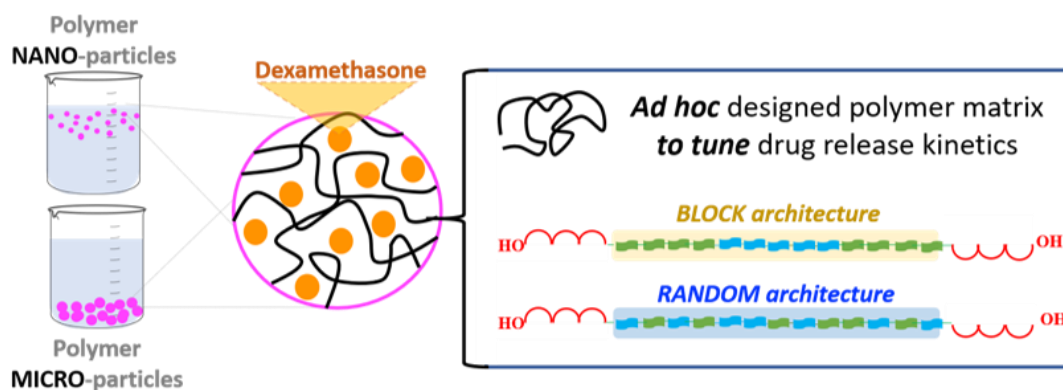 Polymer
NANO-particles
Dexamethasone
Ad hoc designed polymer matrix
to tune drug release kinetics
BLOCK architecture
HO
OH
RANDOM architecture
HO
OH
Polymer
MICRO-particles